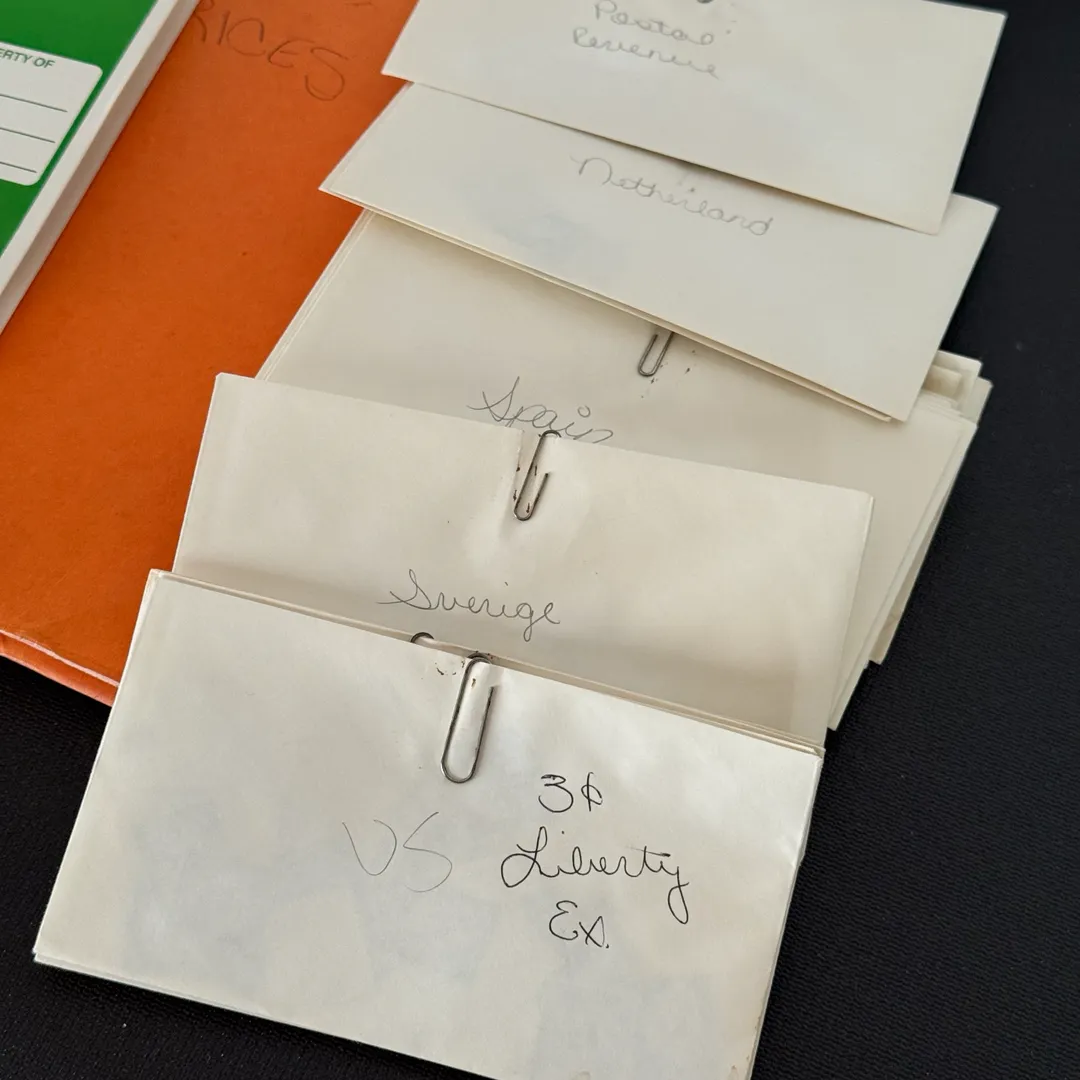 ERTY OF
RICES
Postal
Revenue
Netherland
Spain
Sverige
US
3¢
Liberty
Ex.